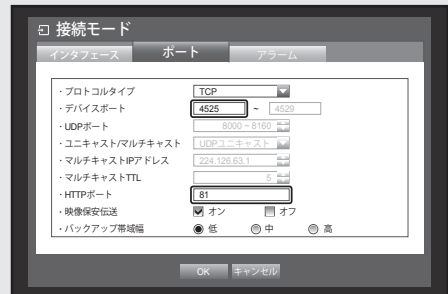 接続モード
インタフェース ポート アラーム
・プロトコルタイプ TCP
・デバイスポート 4525 ~ 4529
・UDPポート 8000 ~ 8160
・ユニキャスト/マルチキャスト UDPユニキャスト
・マルチキャストIPアドレス 224.126.63.1
・マルチキャストTTL 5
・HTTPポート 81
・映像保安伝送 オン オフ
・バックアップ帯域幅 低 中 高
OK キャンセル